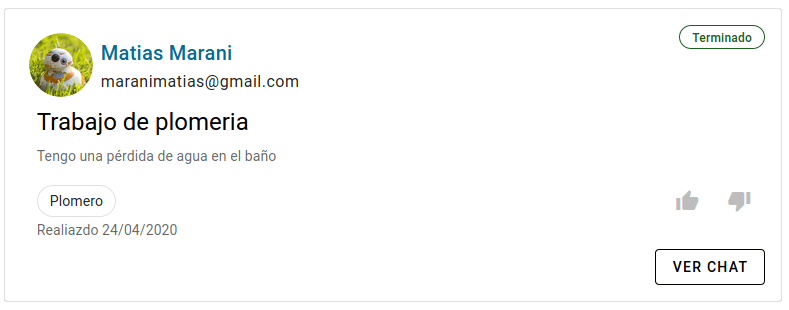 Matias Marani
Terminado
maranimatias@gmail.com
Trabajo de plomeria
Tengo una pérdida de agua en el baño
Plomero
Realiazdo 24/04/2020
VER CHAT